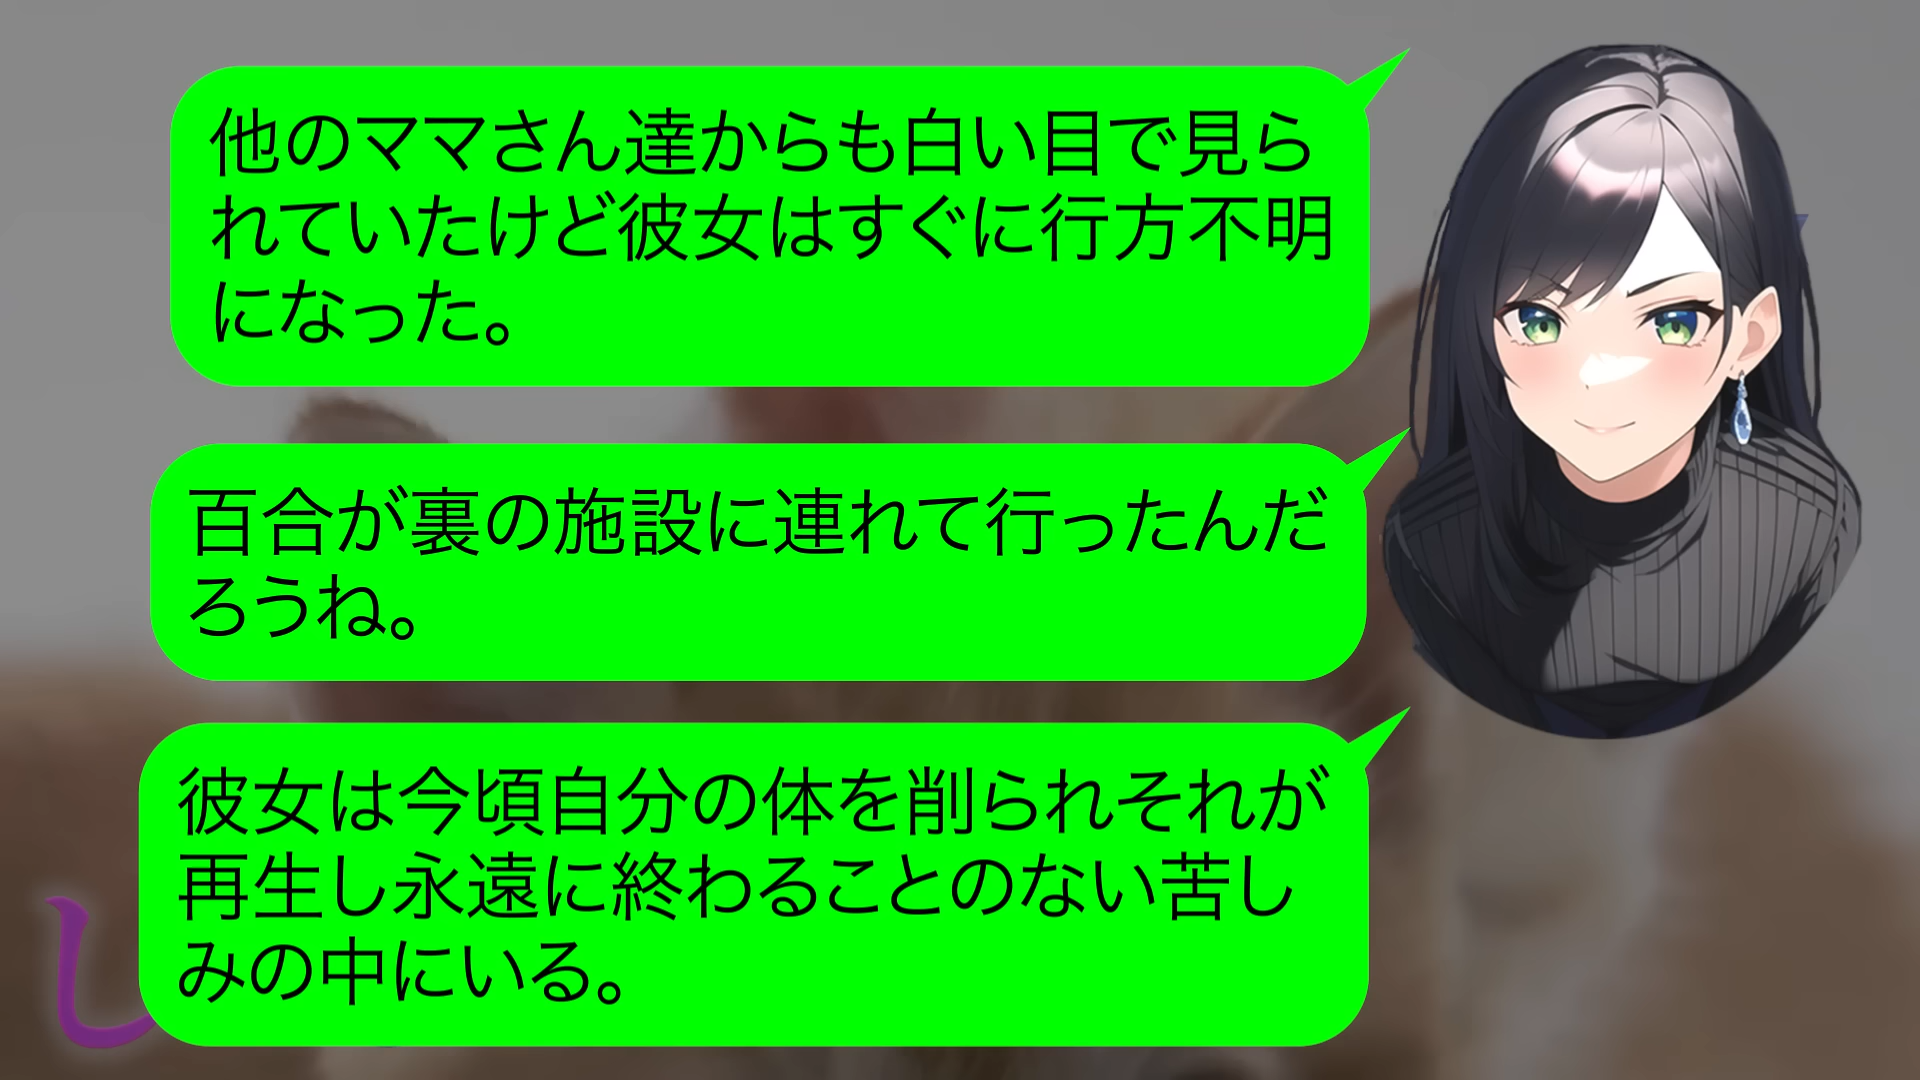 他のママさん達からも白い目で見ら
れていたけど彼女はすぐに行方不明
になった。
百合が裏の施設に連れて行ったんだ
ろうね。
彼女は今頃自分の体を削られそれが
再生し永遠に終わることのない苦し
みの中にいる。
し